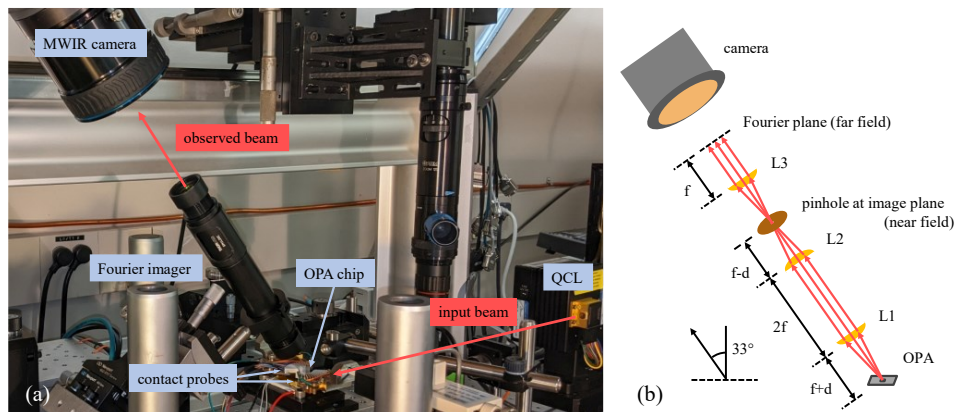 MWIR camera
observed beam
Fourier imager
OPA chip
QCL
input beam
contact probes
(a)
camera
Fourier plane (far field)
L3
f
pinhole at image plane
(near field)
L2
f-d
2f
L1
33°
OPA
f+d
(b)